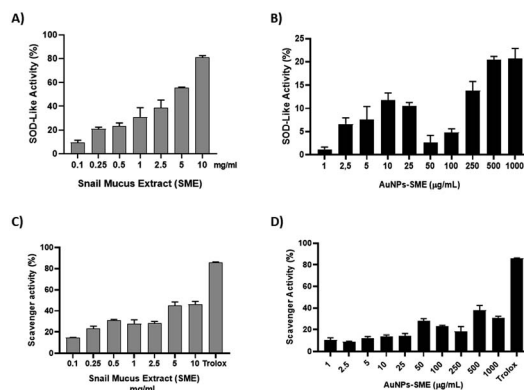 A)
SOD-Like Activity (%)
100
80
60
40
20
0
0.1 0.25 0.5 1 2.5 5 10 mg/ml
Snail Mucus Extract (SME)
B)
SOD-Like Activity (%)
25
20
15
10
5
0
1 2,5 5 10 25 50 100 250 500 1000
AuNPs-SME (µg/mL)
C)
Scavenger activity (%)
100
80
60
40
20
0
0.1 0.25 0.5 1 2.5 5 10 Trolox
Snail Mucus Extract (SME)
mg/ml
D)
Scavenger Activity (%)
100
80
60
40
20
0
1 2.5 5 10 25 50 100 250 500 1000 Trolox
AuNPs-SME (µg/mL)